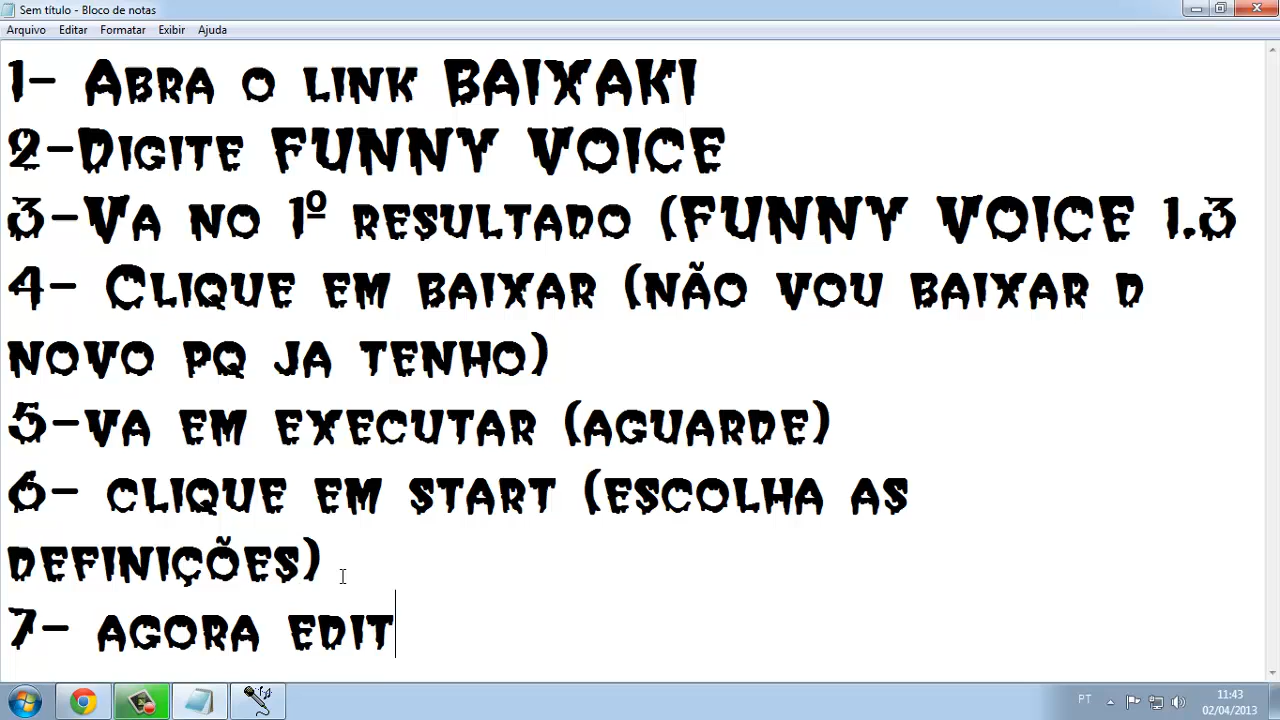 Sem título - Bloco de notas
Arquivo Editar Formatar Exibir Ajuda
1- Abra o link BAIXAKI
2-Digite FUNNY VOICE
3-Va no 1º resultado (FUNNY VOICE 1.3
4- Clique em baixar (não vou baixar d
novo pq ja tenho)
5-va em executar (aguarde)
6- clique em start (escolha as
definições)
7- agora edit
PT
11:43
02/04/2013